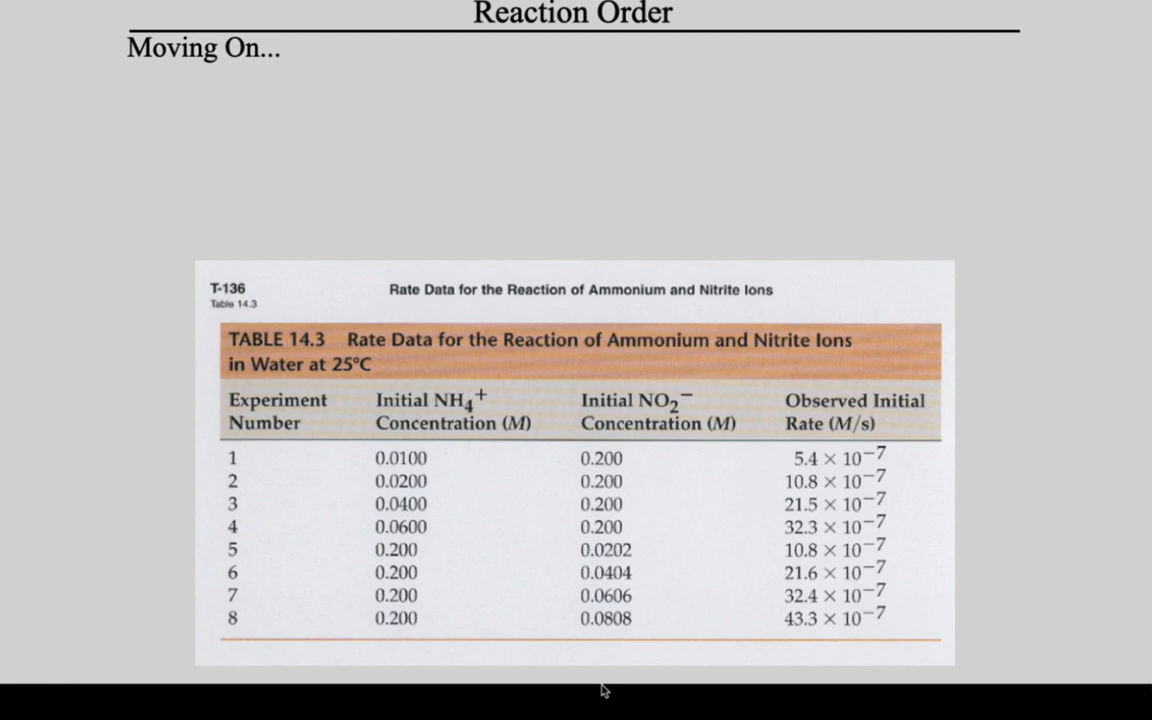 Reaction Order
Moving On...
T-136
Table 14.3
Rate Data for the Reaction of Ammonium and Nitrite Ions
TABLE 14.3 Rate Data for the Reaction of Ammonium and Nitrite Ions
in Water at 25°C
Experiment Number Initial NH₄⁺ Concentration (M) Initial NO₂⁻ Concentration (M) Observed Initial Rate (M/s)
1 0.0100 0.200 5.4 × 10⁻⁷
2 0.0200 0.200 10.8 × 10⁻⁷
3 0.0400 0.200 21.5 × 10⁻⁷
4 0.0600 0.200 32.3 × 10⁻⁷
5 0.200 0.0202 10.8 × 10⁻⁷
6 0.200 0.0404 21.6 × 10⁻⁷
7 0.200 0.0606 32.4 × 10⁻⁷
8 0.200 0.0808 43.3 × 10⁻⁷